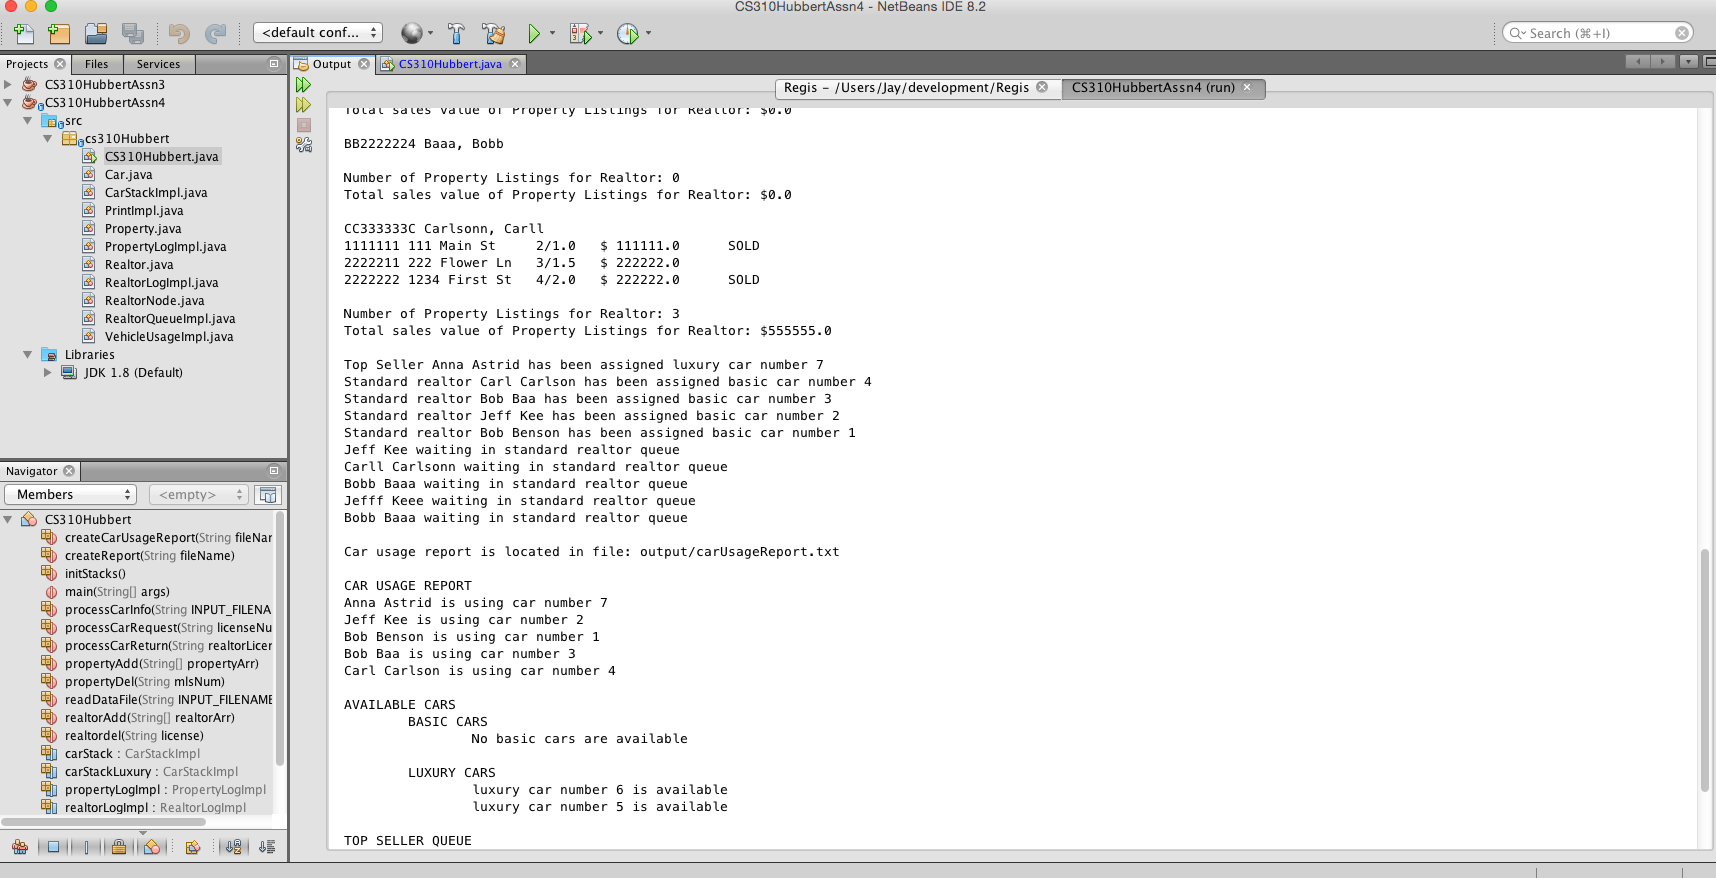 CS310HubbertAssn4 - NetBeans IDE 8.2
<default conf...
Search (⌘+I)
Projects Files Services
Output CS310Hubbert.java
CS310HubbertAssn3
CS310HubbertAssn4
src
cs310Hubbert
CS310Hubbert.java
Car.java
CarStackImpl.java
PrintImpl.java
Property.java
PropertyLogImpl.java
Realtor.java
RealtorLogImpl.java
RealtorNode.java
RealtorQueueImpl.java
VehicleUsageImpl.java
Libraries
JDK 1.8 (Default)
Navigator
Members <empty>
CS310Hubbert
createCarUsageReport(String fileNar
createReport(String fileName)
initStacks()
main(String[] args)
processCarInfo(String INPUT_FILENA
processCarRequest(String licenseNu
processCarReturn(String realtorLicer
propertyAdd(String[] propertyArr)
propertyDel(String mlsNum)
readDataFile(String INPUT_FILENAME
realtorAdd(String[] realtorArr)
realtordel(String license)
carStack : CarStackImpl
carStackLuxury : CarStackImpl
propertyLogImpl : PropertyLogImpl
realtorLogImpl : RealtorLogImpl
Regis - /Users/Jay/development/Regis CS310HubbertAssn4 (run)
Total sales value of Property Listings for Realtor: $0.0
BB2222224 Baaa, Bobb
Number of Property Listings for Realtor: 0
Total sales value of Property Listings for Realtor: $0.0
CC333333C Carlsonn, Carll
1111111 111 Main St 2/1.0 $ 111111.0 SOLD
2222211 222 Flower Ln 3/1.5 $ 222222.0
2222222 1234 First St 4/2.0 $ 222222.0 SOLD
Number of Property Listings for Realtor: 3
Total sales value of Property Listings for Realtor: $555555.0
Top Seller Anna Astrid has been assigned luxury car number 7
Standard realtor Carl Carlson has been assigned basic car number 4
Standard realtor Bob Baa has been assigned basic car number 3
Standard realtor Jeff Kee has been assigned basic car number 2
Standard realtor Bob Benson has been assigned basic car number 1
Jeff Kee waiting in standard realtor queue
Carll Carlsonn waiting in standard realtor queue
Bobb Baaa waiting in standard realtor queue
Jefff Keee waiting in standard realtor queue
Bobb Baaa waiting in standard realtor queue
Car usage report is located in file: output/carUsageReport.txt
CAR USAGE REPORT
Anna Astrid is using car number 7
Jeff Kee is using car number 2
Bob Benson is using car number 1
Bob Baa is using car number 3
Carl Carlson is using car number 4
AVAILABLE CARS
BASIC CARS
No basic cars are available
LUXURY CARS
luxury car number 6 is available
luxury car number 5 is available
TOP SELLER QUEUE